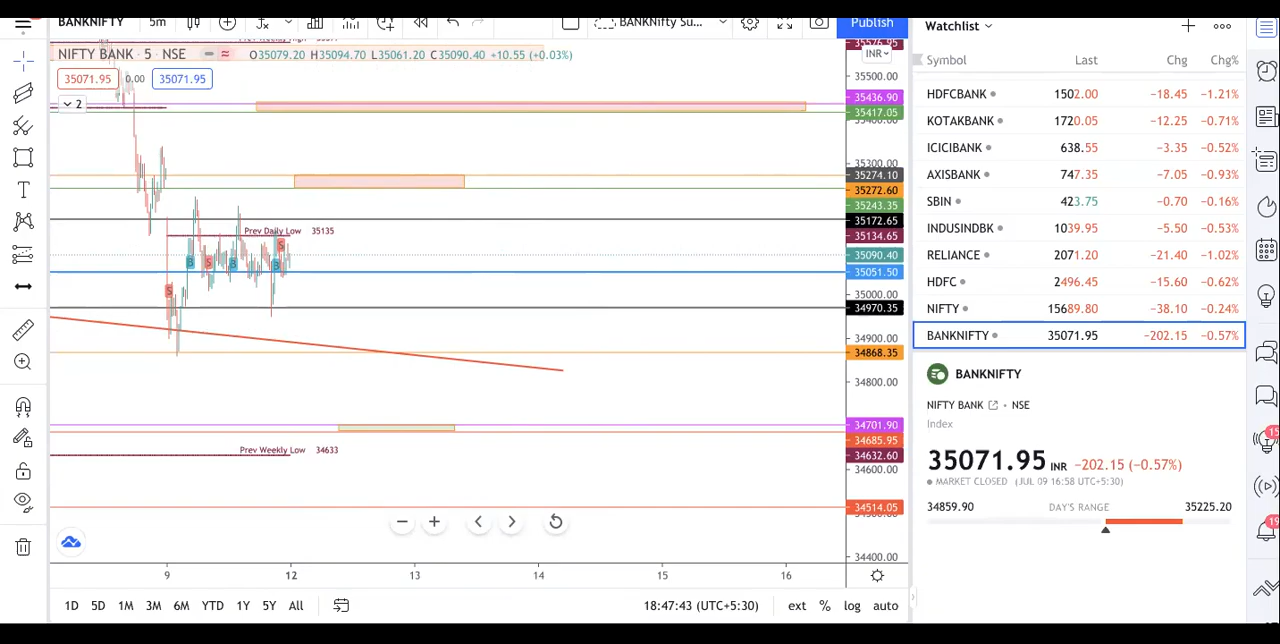 BANKNIFTY 5m BANKNifty Su... Publish
NIFTY BANK · 5 · NSE O35079.20 H35094.70 L35061.20 C35090.40 +10.55 (+0.03%)
35071.95 0.00 35071.95
2
INR
35576.95
35500.00
35436.90
35417.05
35400.00
35300.00
35274.10
35272.60
35243.35
35172.65
35134.65
35090.40
35051.50
35000.00
34970.35
34900.00
34868.35
34800.00
34701.90
34685.95
34632.60
34600.00
34514.05
34400.00
Prev Daily Low 35135
B S B B S
S
Prev Weekly Low 34633
9 12 13 14 15 16
1D 5D 1M 3M 6M YTD 1Y 5Y All 18:47:43 (UTC+5:30) ext % log auto
Watchlist
Symbol Last Chg Chg%
HDFCBANK 1502.00 −18.45 −1.21%
KOTAKBANK 1720.05 −12.25 −0.71%
ICICIBANK 638.55 −3.35 −0.52%
AXISBANK 747.35 −7.05 −0.93%
SBIN 423.75 −0.70 −0.16%
INDUSINDBK 1039.95 −5.50 −0.53%
RELIANCE 2071.20 −21.40 −1.02%
HDFC 2496.45 −15.60 −0.62%
NIFTY 15689.80 −38.10 −0.24%
BANKNIFTY 35071.95 −202.15 −0.57%
BANKNIFTY
NIFTY BANK · NSE
Index
35071.95 INR −202.15 (−0.57%)
MARKET CLOSED (JUL 09 16:58 UTC+5:30)
34859.90 DAY'S RANGE 35225.20